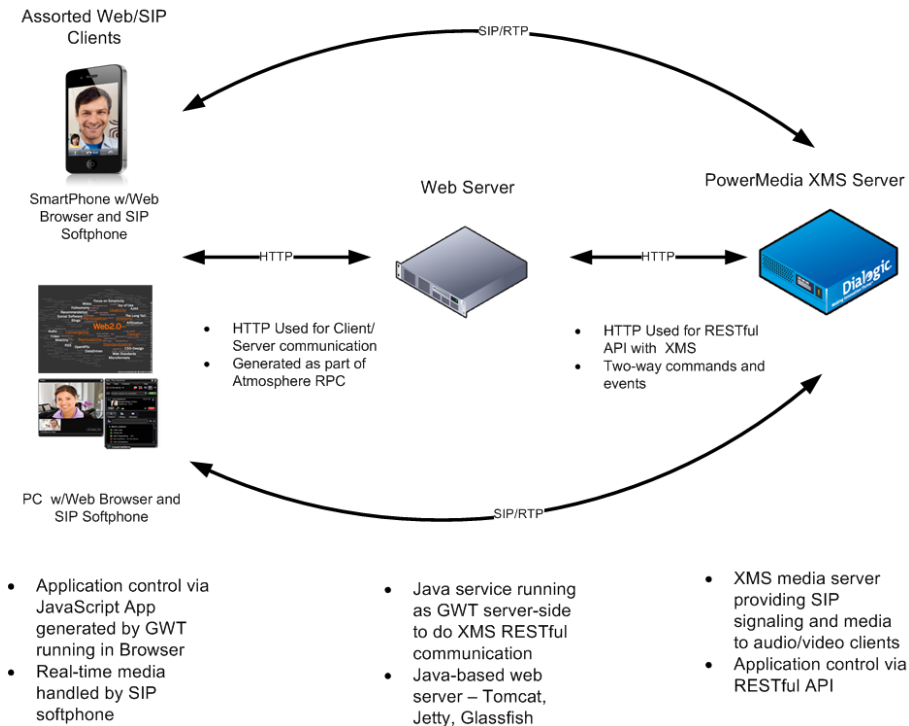 Assorted Web/SIP
Clients
SIP/RTP
SmartPhone w/Web
Browser and SIP
Softphone
Web Server
PowerMedia XMS Server
HTTP
HTTP
Dialogic
Web2.0
• HTTP Used for Client/
Server communication
• Generated as part of
Atmosphere RPC
• HTTP Used for RESTful
API with XMS
• Two-way commands and
events
PC w/Web Browser and
SIP Softphone
SIP/RTP
• Application control via
JavaScript App
generated by GWT
running in Browser
• Real-time media
handled by SIP
softphone
• Java service running
as GWT server-side
to do XMS RESTful
communication
• Java-based web
server – Tomcat,
Jetty, Glassfish
• XMS media server
providing SIP
signaling and media
to audio/video clients
• Application control via
RESTful API